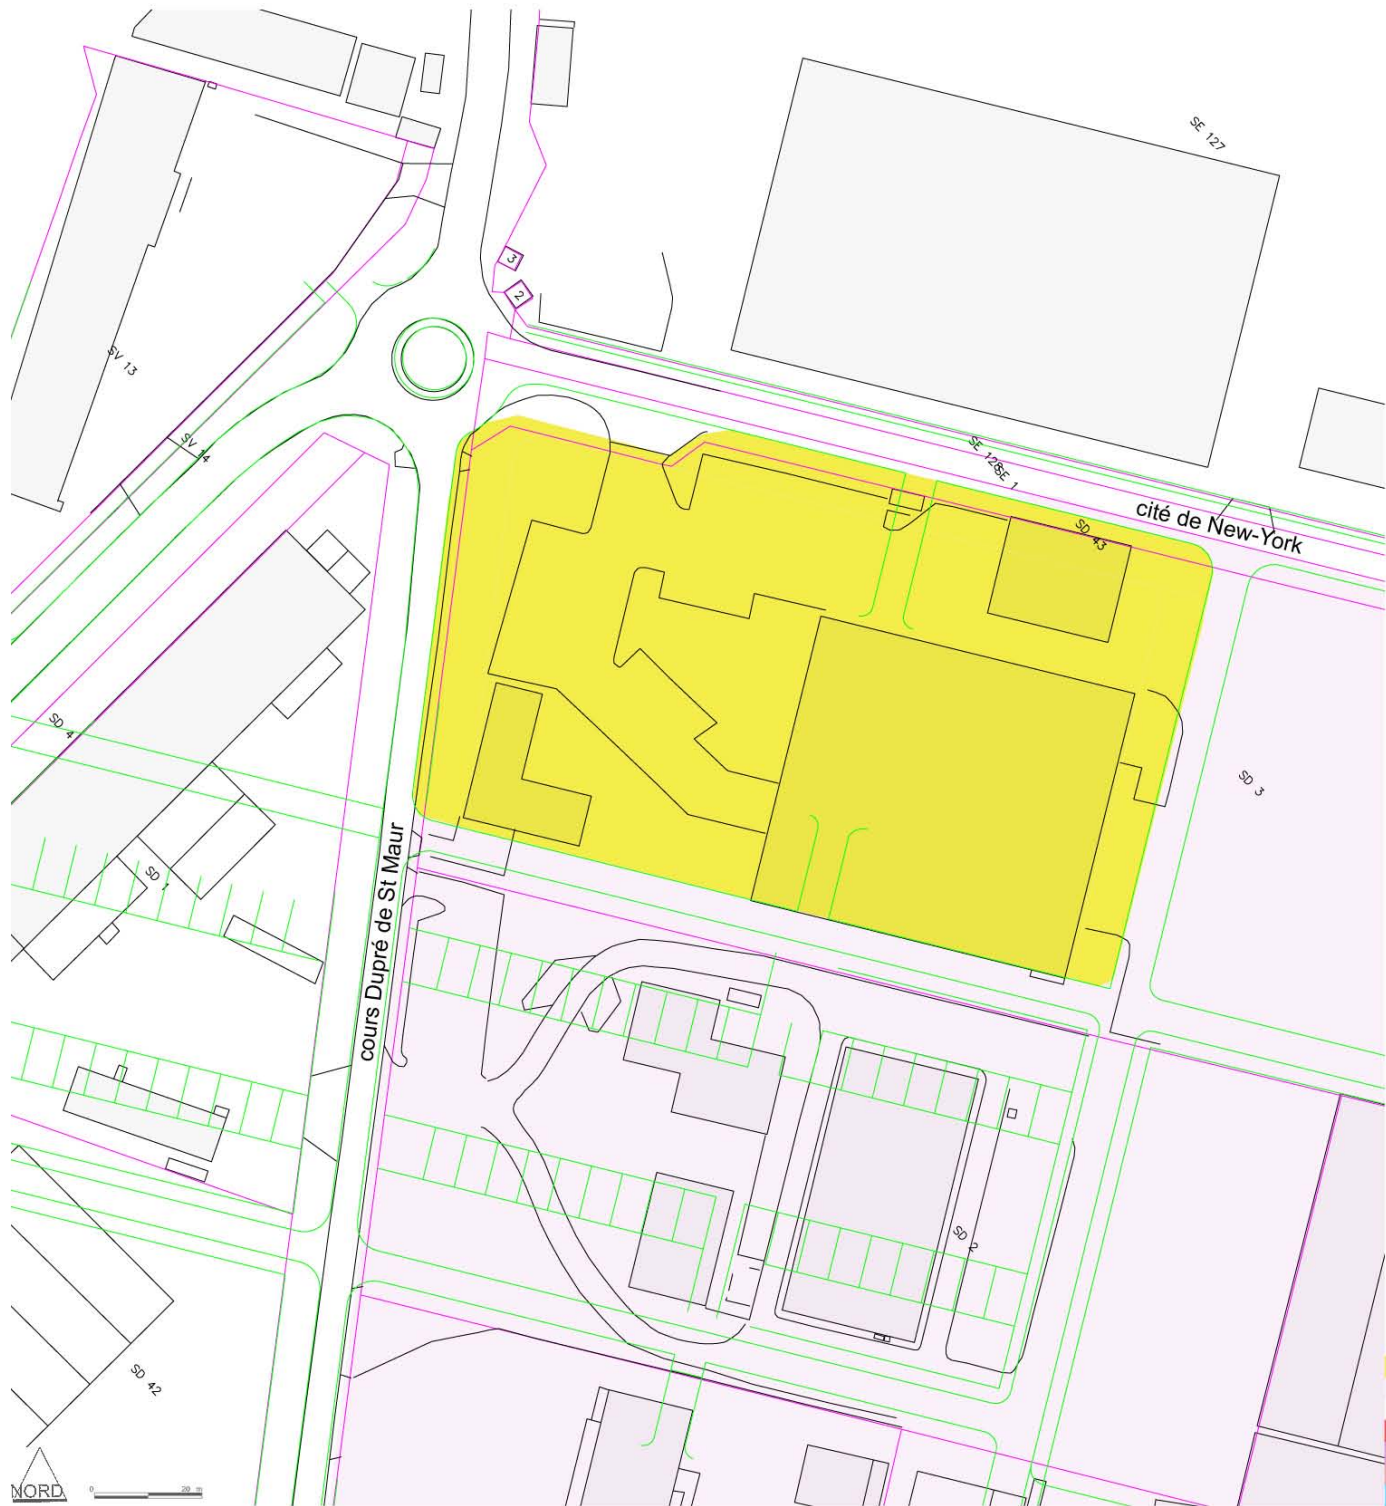 SE 127
3
2
SV 13
SV 14
SE 128
SE 1
cité de New-York
SD 43
SD 4
SD 3
SD 1
cours Dupré de St Maur
SD 2
SD 42
NORD
0
20 m